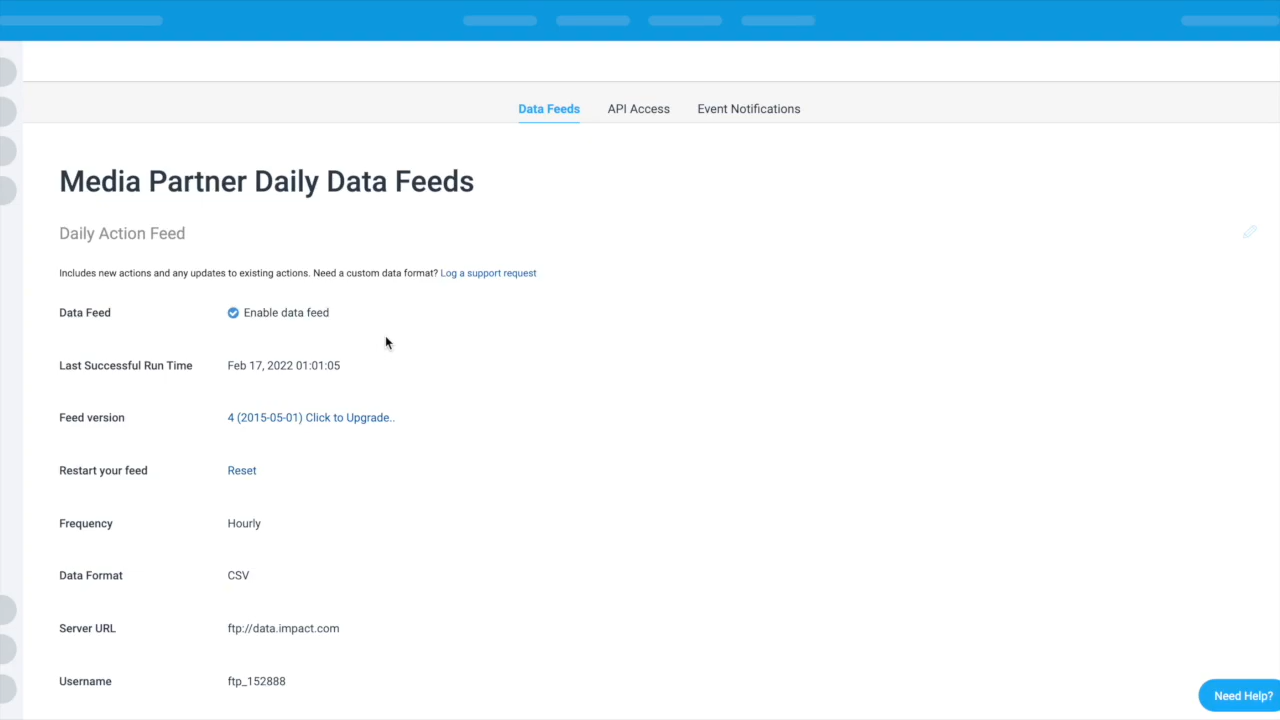 Data Feeds API Access Event Notifications
Media Partner Daily Data Feeds
Daily Action Feed
Includes new actions and any updates to existing actions. Need a custom data format? Log a support request
Data Feed Enable data feed
Last Successful Run Time Feb 17, 2022 01:01:05
Feed version 4 (2015-05-01) Click to Upgrade..
Restart your feed Reset
Frequency Hourly
Data Format CSV
Server URL ftp://data.impact.com
Username ftp_152888
Need Help?